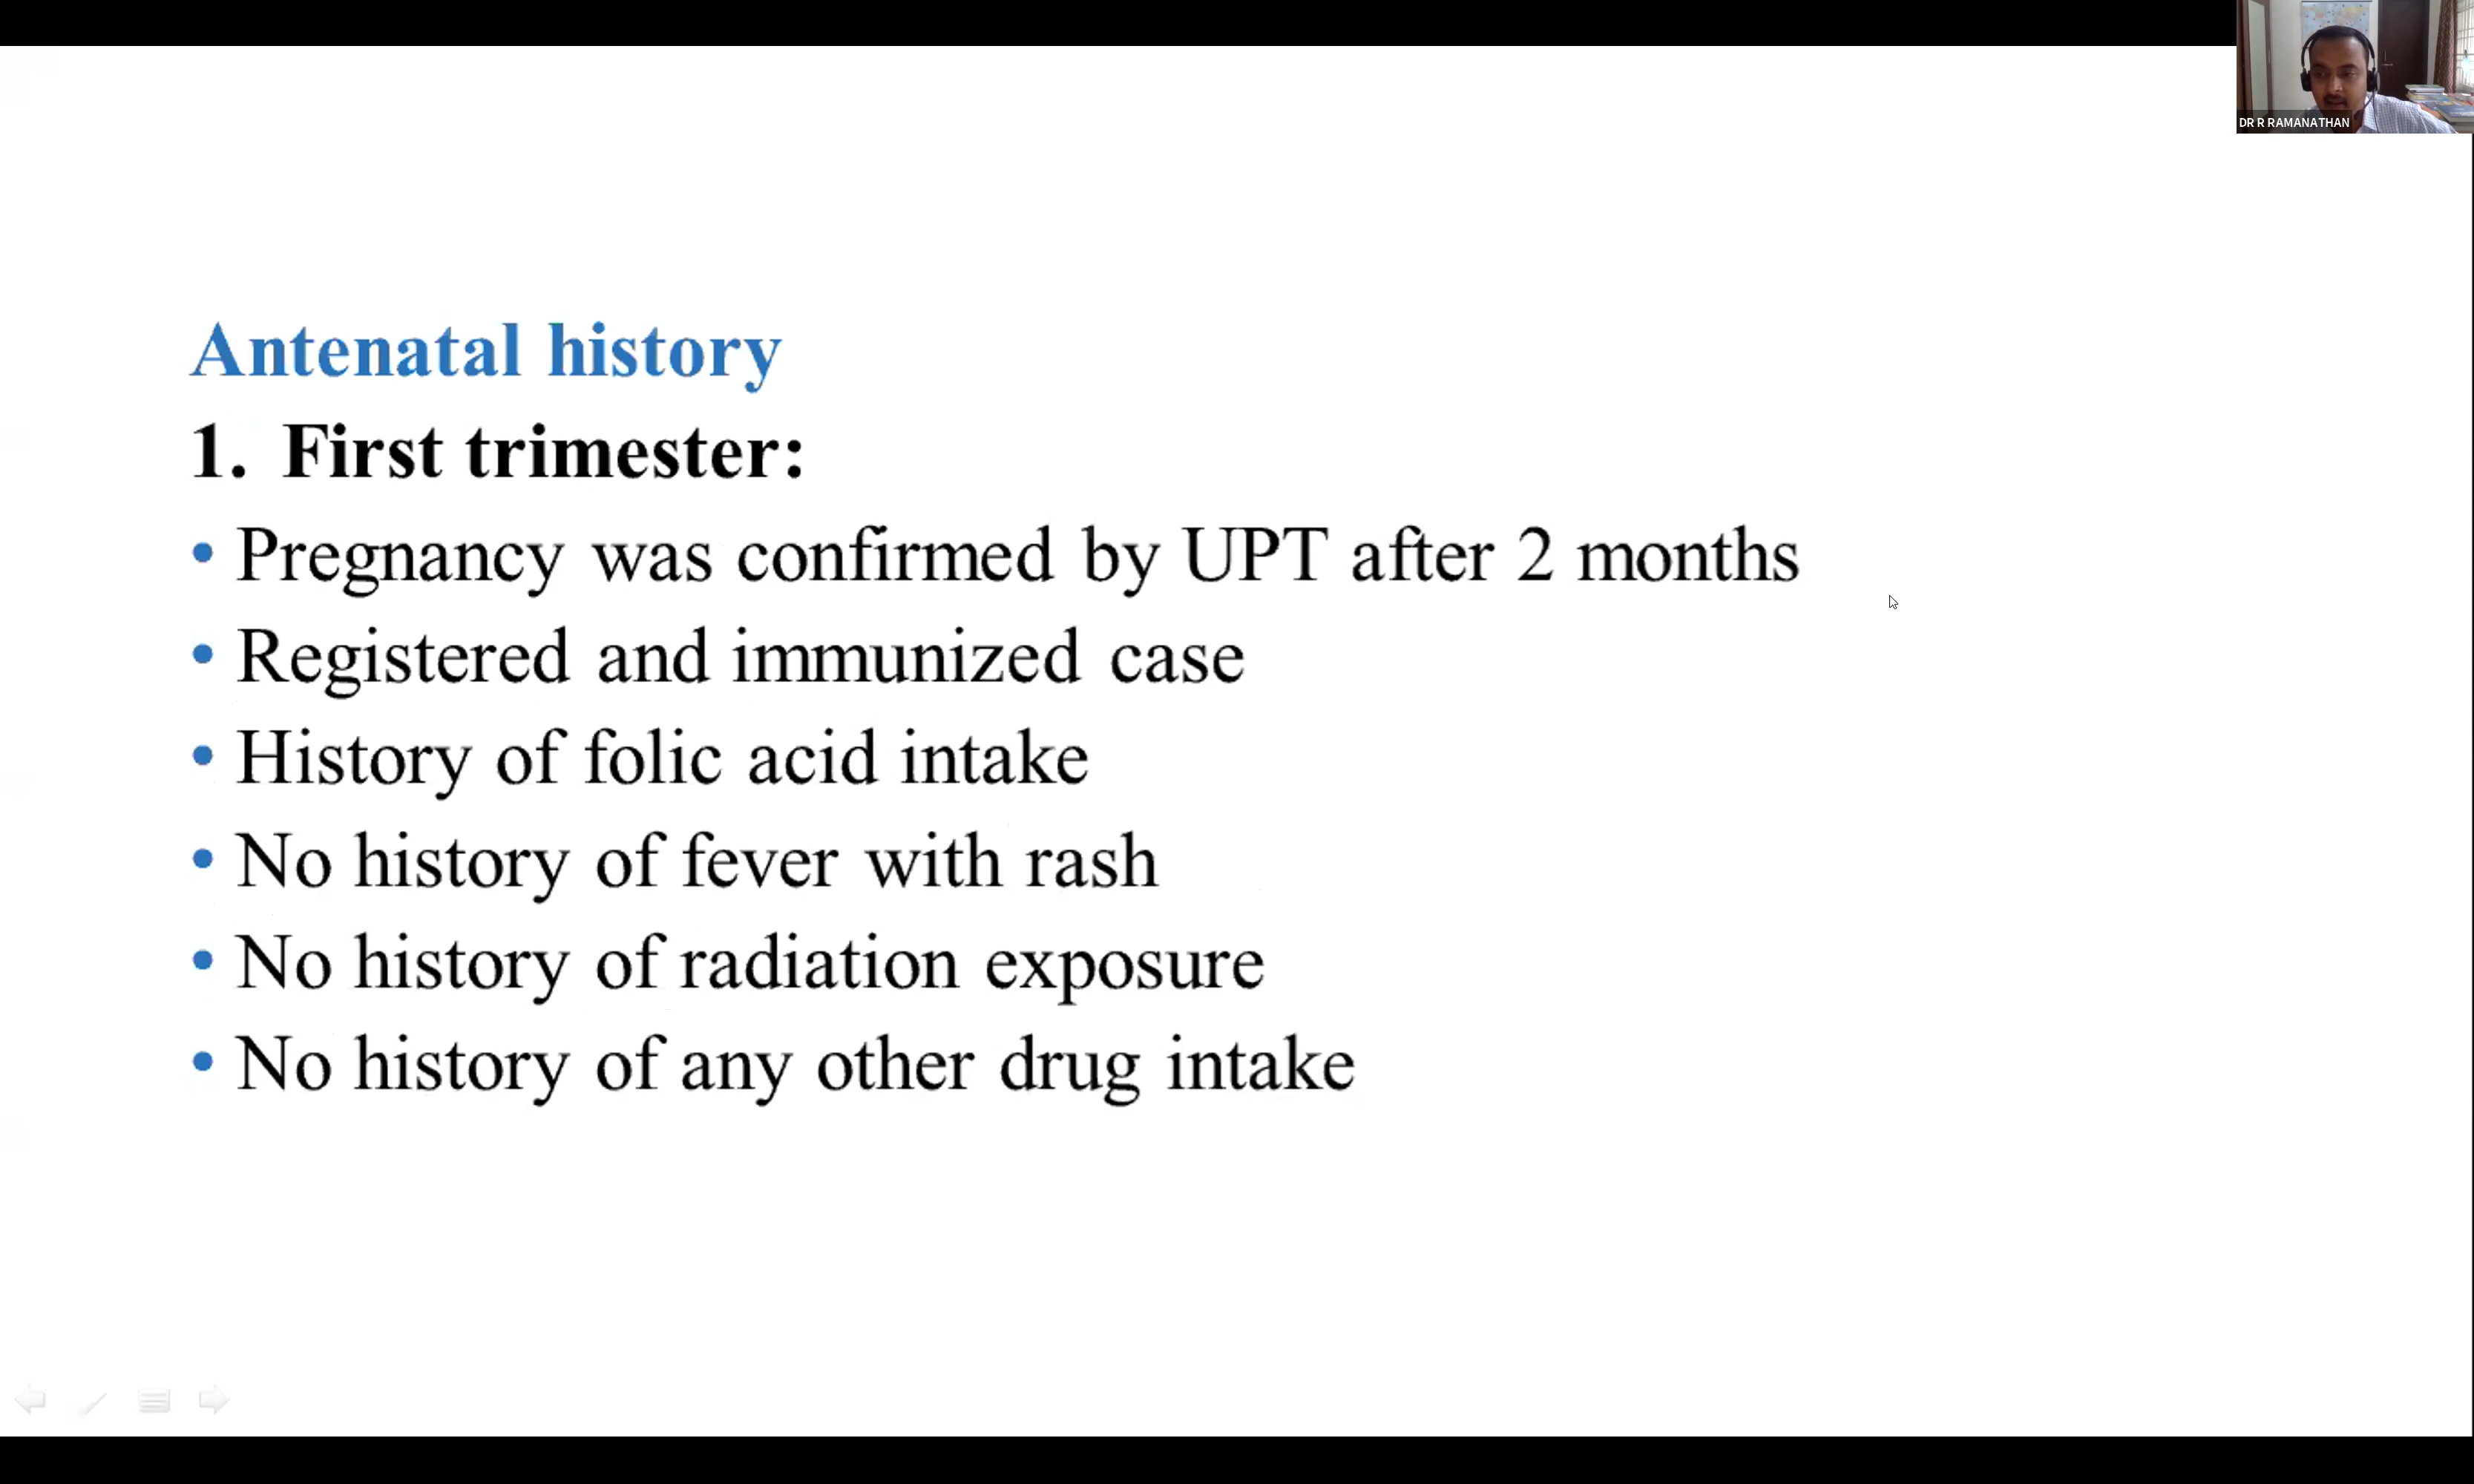 DR R RAMANATHAN
Antenatal history
1. First trimester:
• Pregnancy was confirmed by UPT after 2 months
• Registered and immunized case
• History of folic acid intake
• No history of fever with rash
• No history of radiation exposure
• No history of any other drug intake